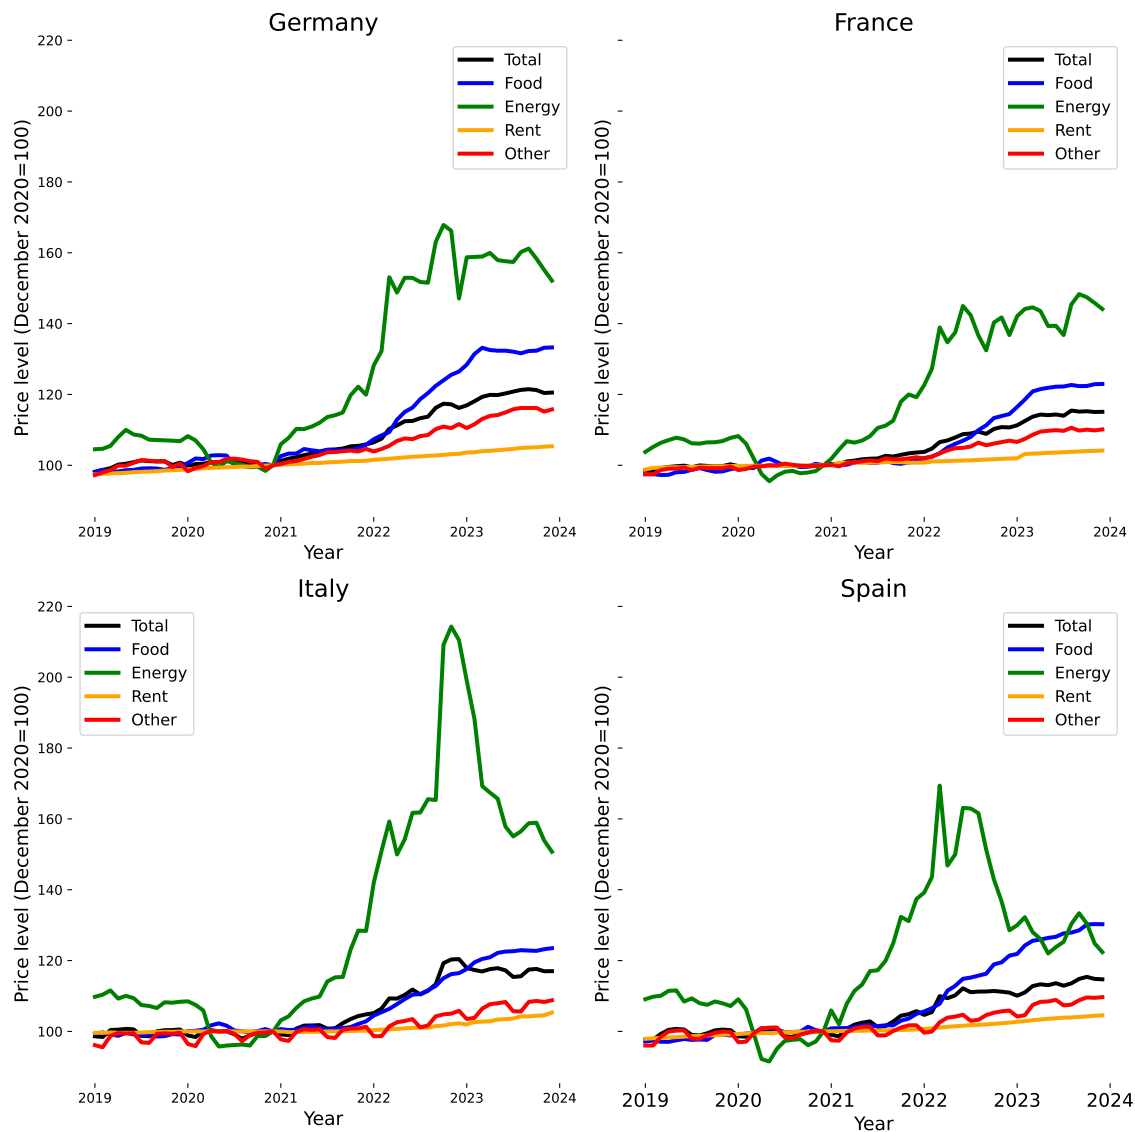 Germany
220
200
180
160
140
120
100
Price level (December 2020=100)
2019 2020 2021 2022 2023 2024
Year
Total
Food
Energy
Rent
Other
France
Price level (December 2020=100)
2019 2020 2021 2022 2023 2024
Year
Total
Food
Energy
Rent
Other
Italy
220
200
180
160
140
120
100
Price level (December 2020=100)
2019 2020 2021 2022 2023 2024
Year
Total
Food
Energy
Rent
Other
Spain
Price level (December 2020=100)
2019 2020 2021 2022 2023 2024
Year
Total
Food
Energy
Rent
Other